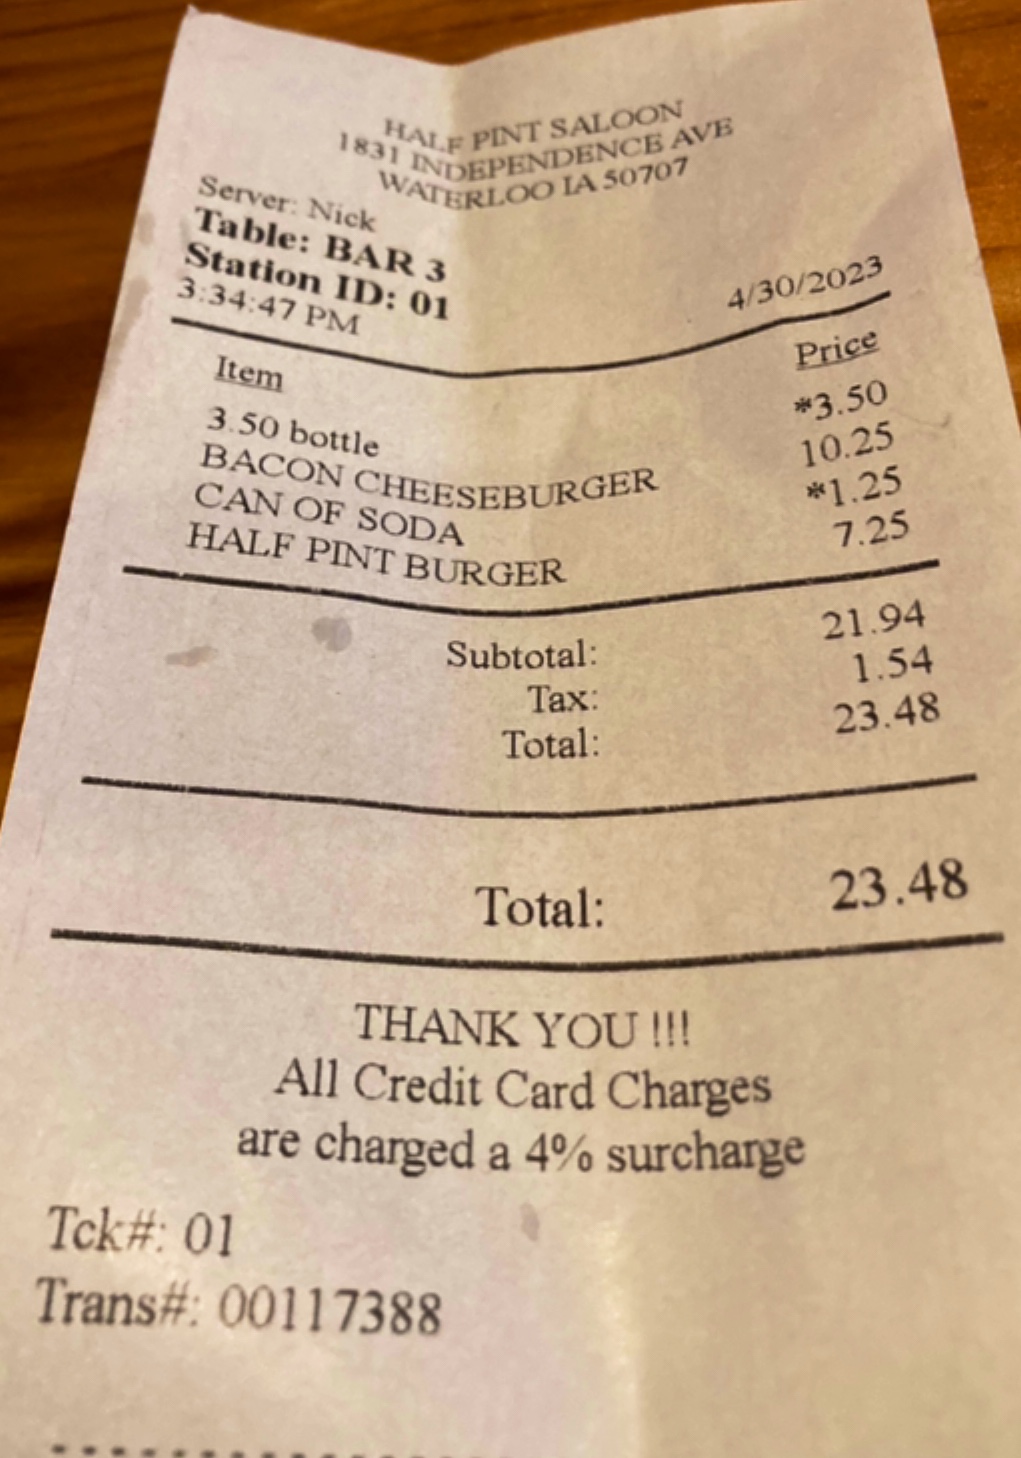 HALF PINT SALOON
1831 INDEPENDENCE AVE
WATERLOO IA 50707
Server: Nick
Table: BAR 3
Station ID: 01
3:34:47 PM 4/30/2023
Item Price
3.50 bottle *3.50
BACON CHEESEBURGER 10.25
CAN OF SODA *1.25
HALF PINT BURGER 7.25
Subtotal: 21.94
Tax: 1.54
Total: 23.48
Total: 23.48
THANK YOU !!!
All Credit Card Charges
are charged a 4% surcharge
Tck#: 01
Trans#: 00117388